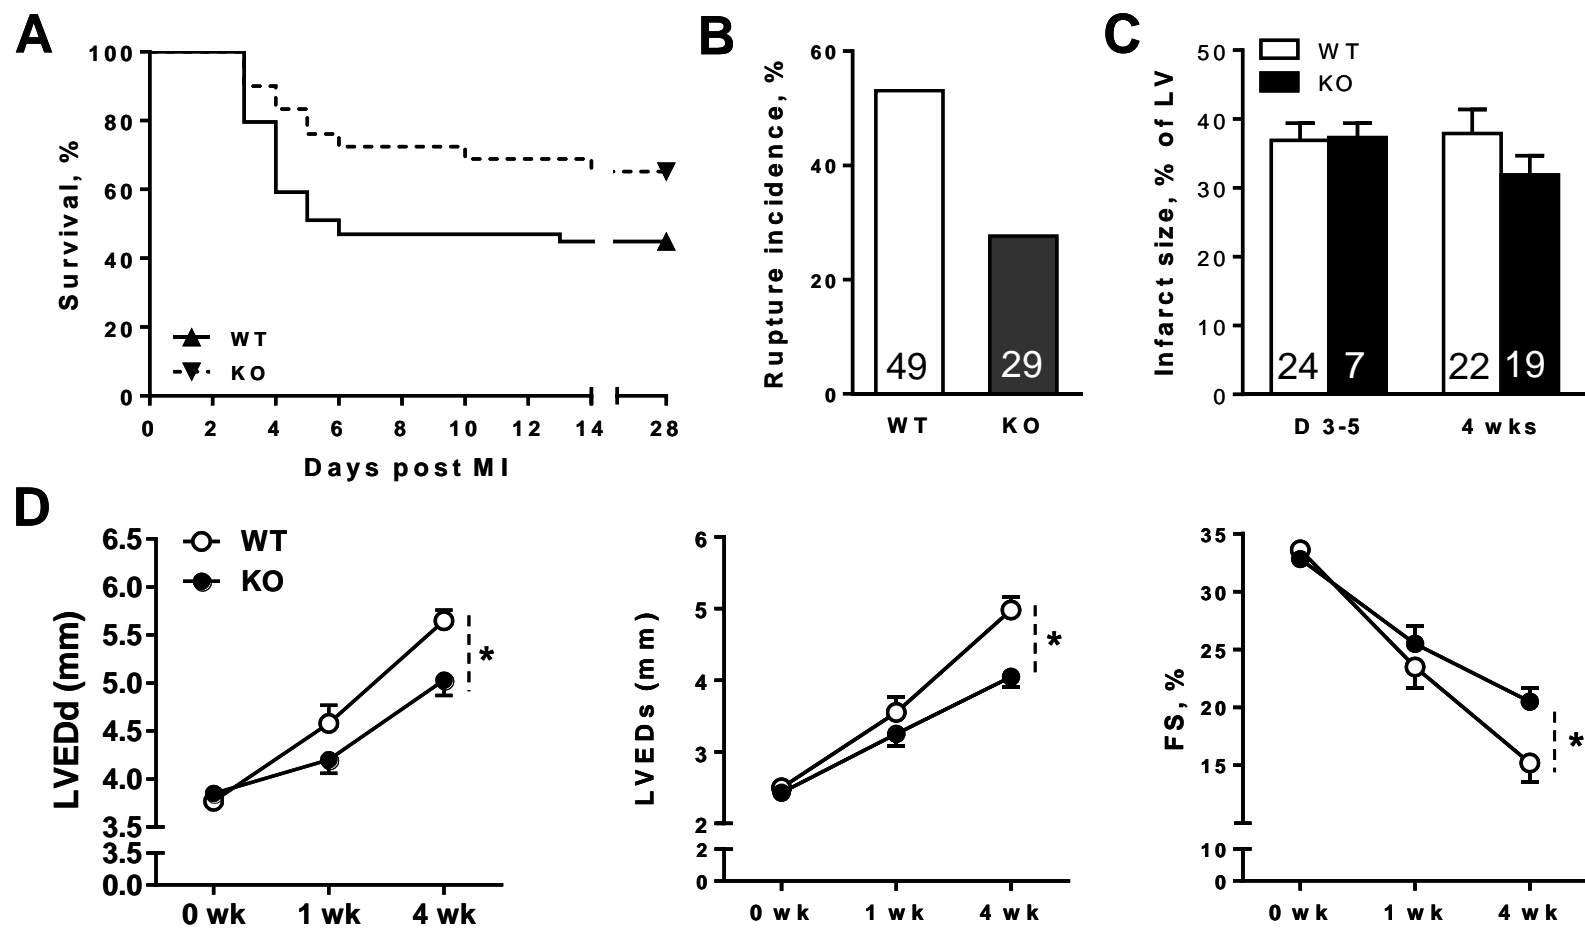 A
100
80
60
40
20
0
Survival, %
WT
KO
0 2 4 6 8 10 12 14 28
Days post MI
B
60
40
20
0
Rupture incidence, %
49 29
WT KO
C
50
40
30
20
10
0
Infarct size, % of LV
WT
KO
24 7 22 19
D 3-5 4 wks
D
6.5
6.0
5.5
5.0
4.5
4.0
3.5
3.5
0.0
LVEDd (mm)
WT
KO
*
0 wk 1 wk 4 wk
6
5
4
3
2
2
0
LVEDs (mm)
*
0 wk 1 wk 4 wk
35
30
25
20
15
10
0
FS, %
*
0 wk 1 wk 4 wk